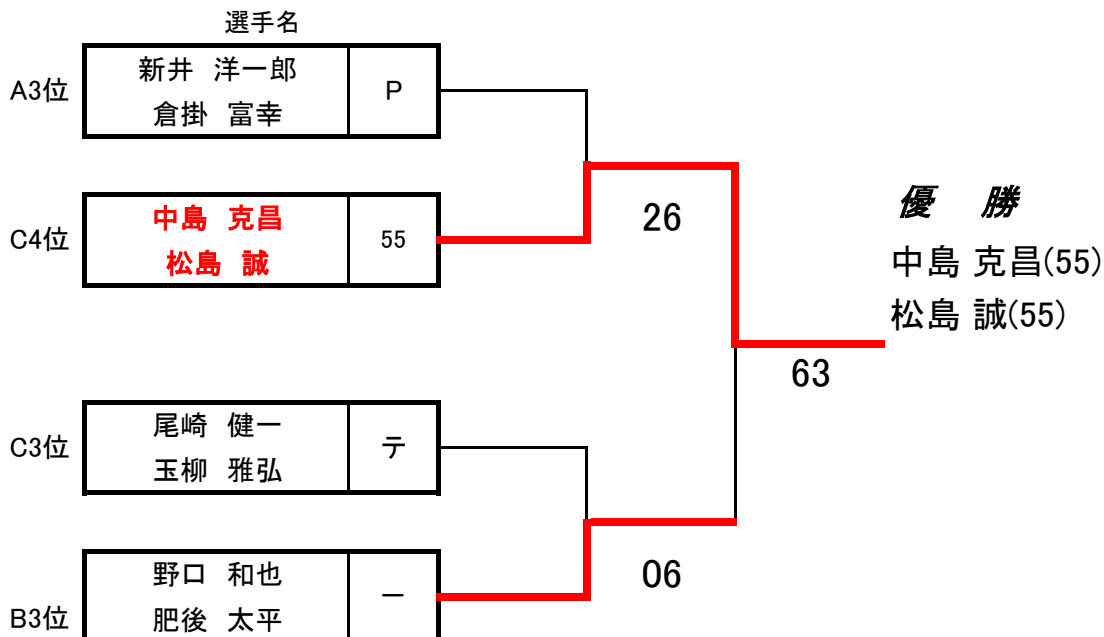 選手名
A3位
新井 洋一郎
倉掛 富幸
P
C4位
中島 克昌
松島 誠
55
26
優 勝
中島 克昌(55)
松島 誠(55)
63
C3位
尾崎 健一
玉柳 雅弘
テ
B3位
野口 和也
肥後 太平
一
06